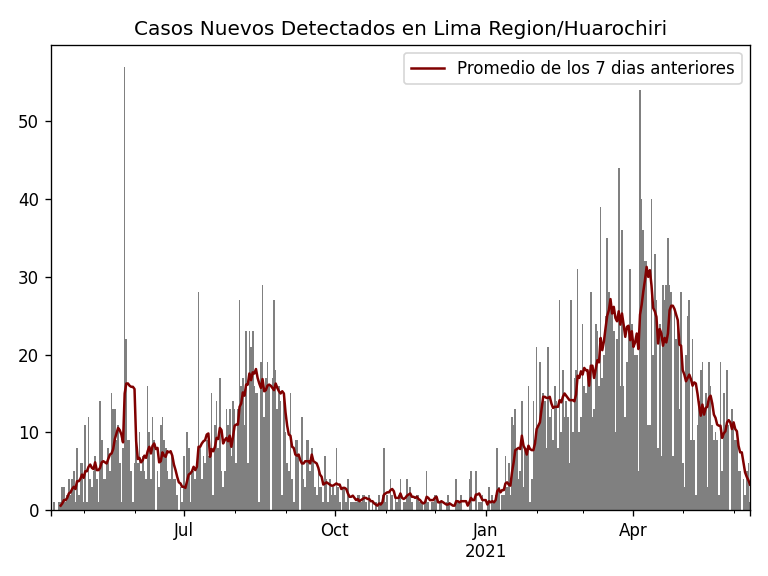 Casos Nuevos Detectados en Lima Region/Huarochiri
Promedio de los 7 dias anteriores
50
40
30
20
10
0
Jul
Oct
Jan
2021
Apr